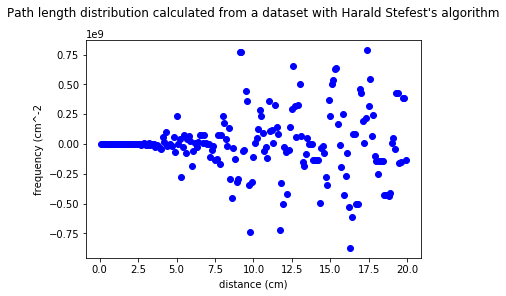 Path length distribution calculated from a dataset with Harald Stefest's algorithm
1e9
0.75
0.50
0.25
0.00
−0.25
−0.50
−0.75
frequency (cm^-2
0.0 2.5 5.0 7.5 10.0 12.5 15.0 17.5 20.0
distance (cm)